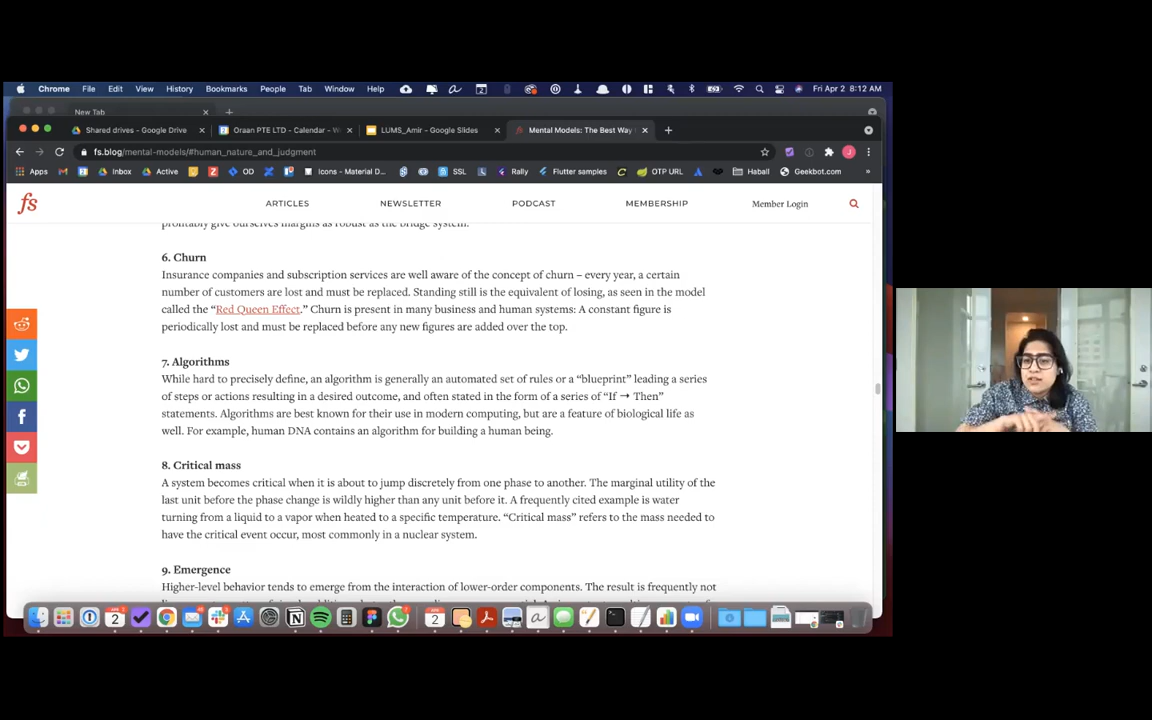 Chrome File Edit View History Bookmarks People Tab Window Help Fri Apr 2 8:12 AM
New Tab
Shared drives - Google Drive Oraan PTE LTD - Calendar - W LUMS_Amir - Google Slides Mental Models: The Best Way
fs.blog/mental-models/#human_nature_and_judgment
Apps Inbox Active OD Icons - Material D... SSL Rally Flutter samples OTP URL Haball Geekbot.com »
fs ARTICLES NEWSLETTER PODCAST MEMBERSHIP Member Login
profitably give ourselves margins as robust as the bridge system.
6. Churn
Insurance companies and subscription services are well aware of the concept of churn – every year, a certain
number of customers are lost and must be replaced. Standing still is the equivalent of losing, as seen in the model
called the “Red Queen Effect.” Churn is present in many business and human systems: A constant figure is
periodically lost and must be replaced before any new figures are added over the top.
7. Algorithms
While hard to precisely define, an algorithm is generally an automated set of rules or a “blueprint” leading a series
of steps or actions resulting in a desired outcome, and often stated in the form of a series of “If → Then”
statements. Algorithms are best known for their use in modern computing, but are a feature of biological life as
well. For example, human DNA contains an algorithm for building a human being.
8. Critical mass
A system becomes critical when it is about to jump discretely from one phase to another. The marginal utility of the
last unit before the phase change is wildly higher than any unit before it. A frequently cited example is water
turning from a liquid to a vapor when heated to a specific temperature. “Critical mass” refers to the mass needed to
have the critical event occur, most commonly in a nuclear system.
9. Emergence
Higher-level behavior tends to emerge from the interaction of lower-order components. The result is frequently not